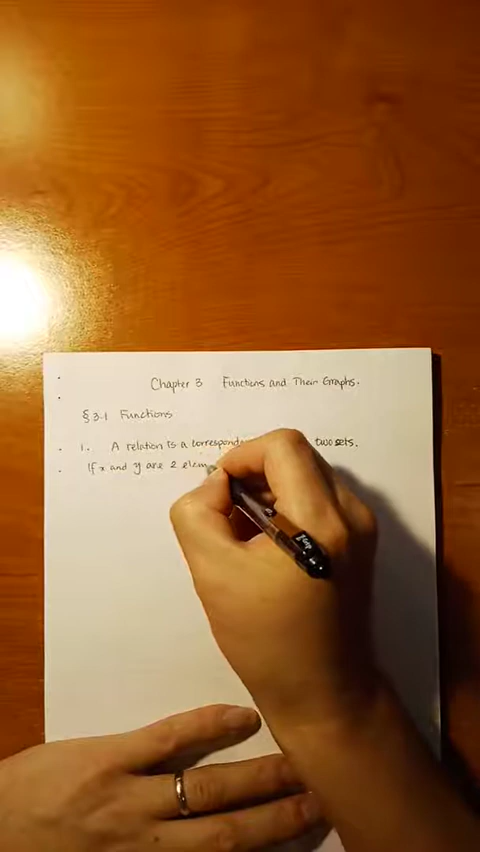 Chapter 3 Functions and Their Graphs.
§ 3.1 Functions
1. A relation is a correspond two sets.
If x and y are 2 elem